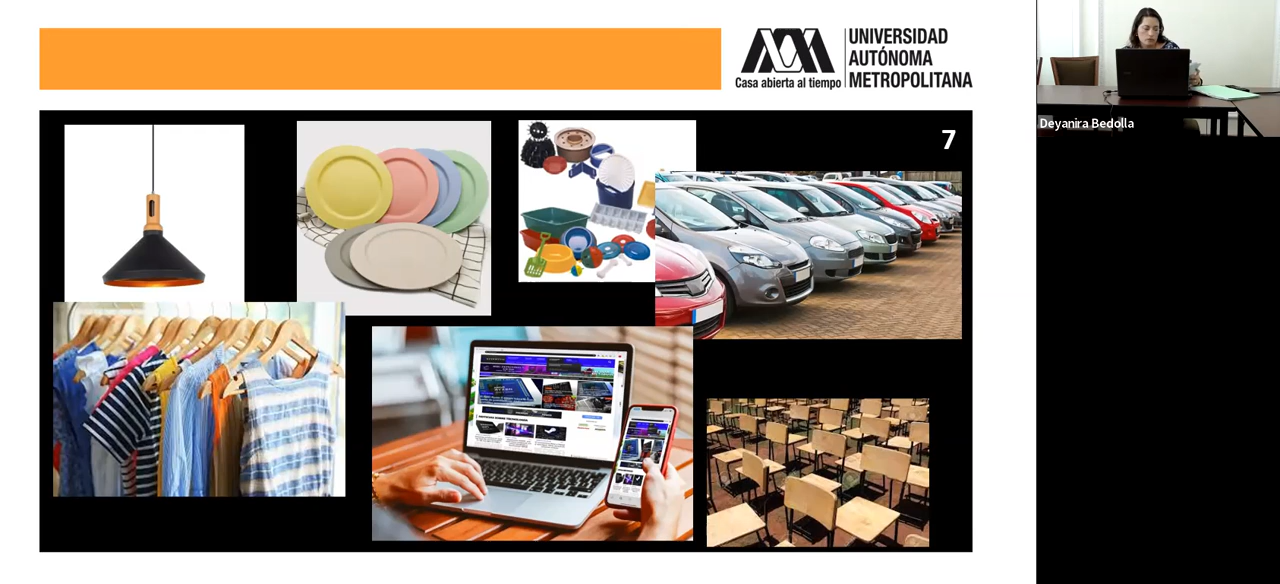 Casa abierta al tiempo
UNIVERSIDAD
AUTÓNOMA
METROPOLITANA
7
Deyanira Bedolla